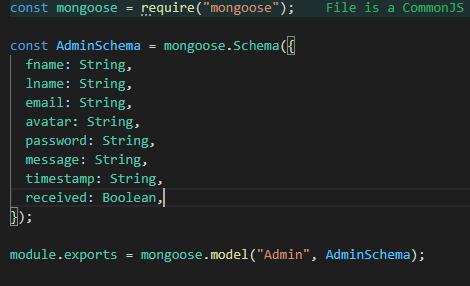 const mongoose = require("mongoose");     File is a CommonJS
const AdminSchema = mongoose.Schema({
  fname: String,
  lname: String,
  email: String,
  avatar: String,
  password: String,
  message: String,
  timestamp: String,
  received: Boolean,
});
module.exports = mongoose.model("Admin", AdminSchema);